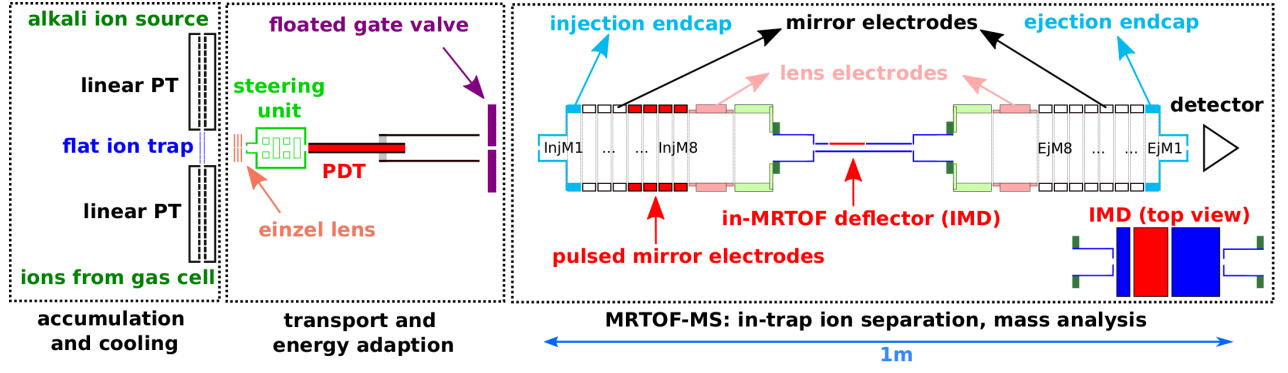 alkali ion source
linear PT
flat ion trap
linear PT
ions from gas cell
accumulation
and cooling
floated gate valve
steering
unit
PDT
einzel lens
transport and
energy adaption
injection endcap
mirror electrodes
ejection endcap
lens electrodes
detector
InjM1
...
...
InjM8
EjM8
...
...
EjM1
in-MRTOF deflector (IMD)
IMD (top view)
pulsed mirror electrodes
MRTOF-MS: in-trap ion separation, mass analysis
1m